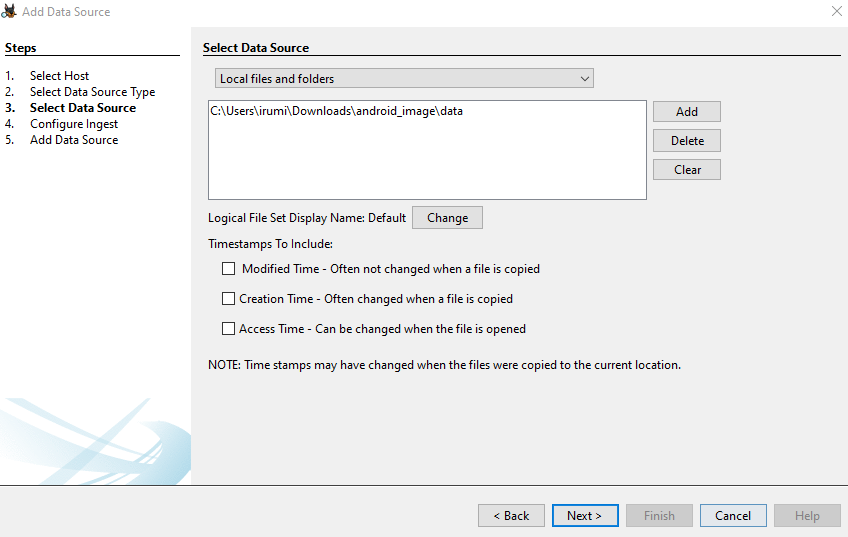 Add Data Source
Steps
1. Select Host
2. Select Data Source Type
3. Select Data Source
4. Configure Ingest
5. Add Data Source
Select Data Source
Local files and folders
C:\Users\irumi\Downloads\android_image\data
Add
Delete
Clear
Logical File Set Display Name: Default
Change
Timestamps To Include:
Modified Time - Often not changed when a file is copied
Creation Time - Often changed when a file is copied
Access Time - Can be changed when the file is opened
NOTE: Time stamps may have changed when the files were copied to the current location.
< Back
Next >
Finish
Cancel
Help